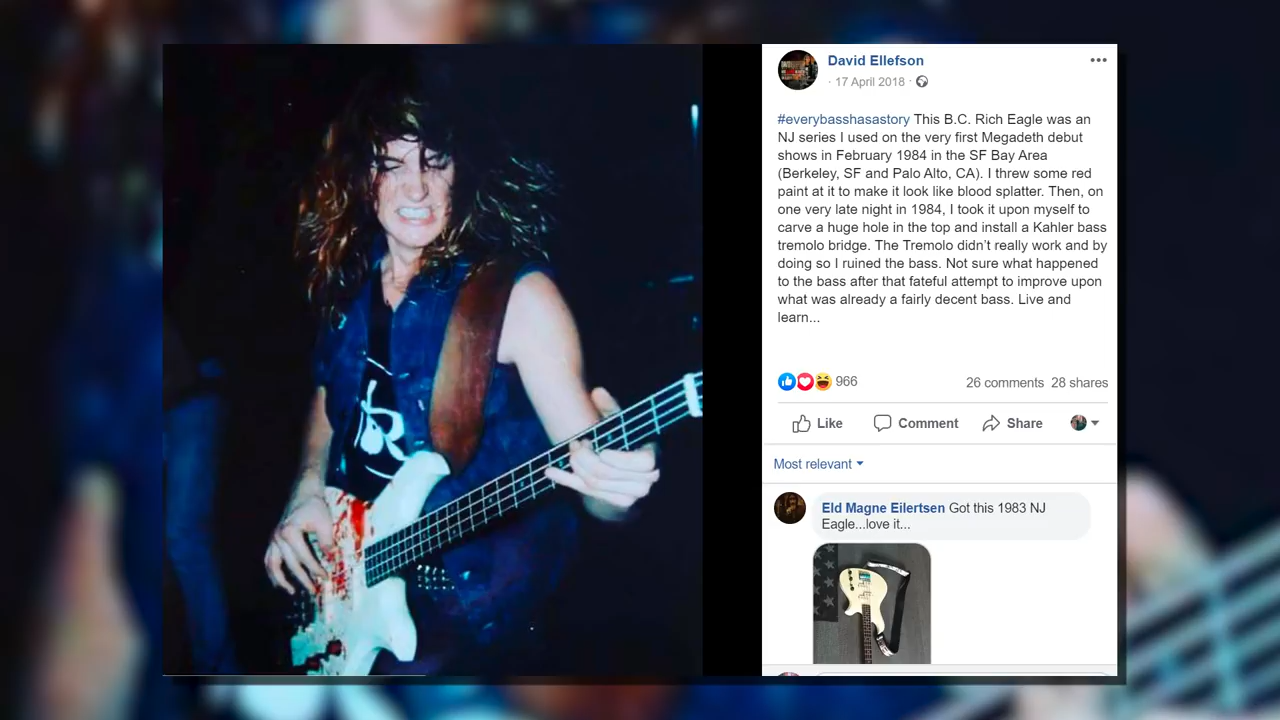 David Ellefson
· 17 April 2018 ·
#everybasshasastory This B.C. Rich Eagle was an
NJ series I used on the very first Megadeth debut
shows in February 1984 in the SF Bay Area
(Berkeley, SF and Palo Alto, CA). I threw some red
paint at it to make it look like blood splatter. Then, on
one very late night in 1984, I took it upon myself to
carve a huge hole in the top and install a Kahler bass
tremolo bridge. The Tremolo didn’t really work and by
doing so I ruined the bass. Not sure what happened
to the bass after that fateful attempt to improve upon
what was already a fairly decent bass. Live and
learn...
966 26 comments 28 shares
Like Comment Share
Most relevant
Eld Magne Eilertsen Got this 1983 NJ
Eagle...love it...